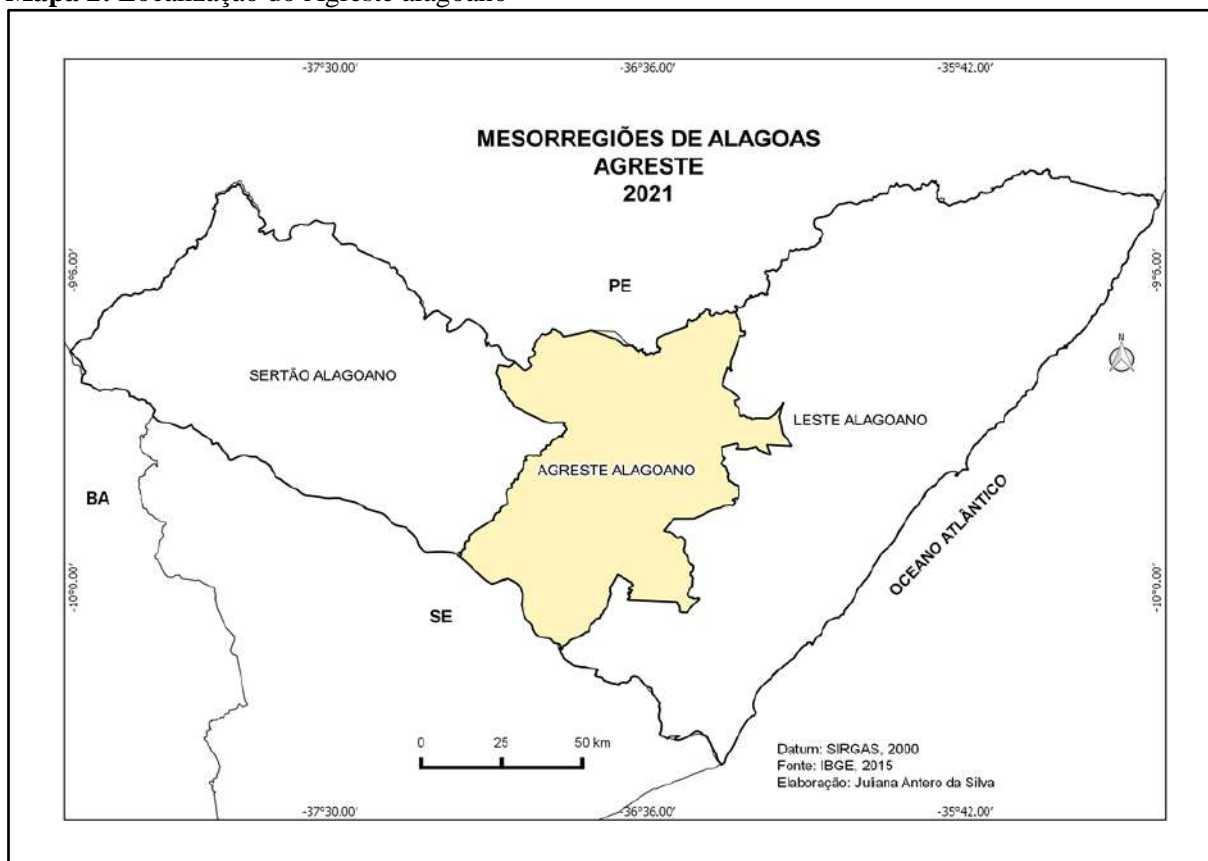 Mapa 2: Localização do Agreste alagoano
-37°30.00' -36°36.00' -35°42.00'
MESORREGIÕES DE ALAGOAS
AGRESTE
2021
-9°6.00' -9°6.00'
PE
N
SERTÃO ALAGOANO
LESTE ALAGOANO
AGRESTE ALAGOANO
BA
OCEANO ATLÂNTICO
-10°0.00' -10°0.00'
SE
0 25 50 km
Datum: SIRGAS, 2000
Fonte: IBGE, 2015
Elaboração: Juliana Antero da Silva
-37°30.00' -36°36.00' -35°42.00'